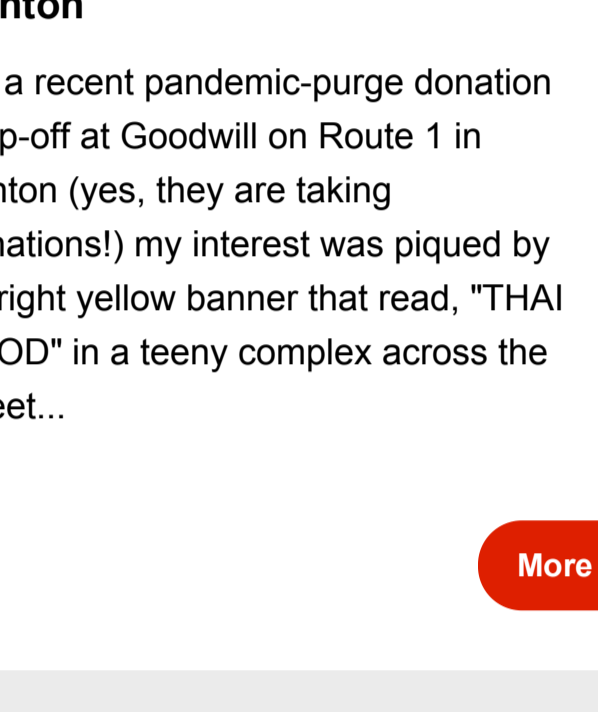 nton
a recent pandemic-purge donation
p-off at Goodwill on Route 1 in
nton (yes, they are taking
nations!) my interest was piqued by
right yellow banner that read, "THAI
OD" in a teeny complex across the
eet...
More